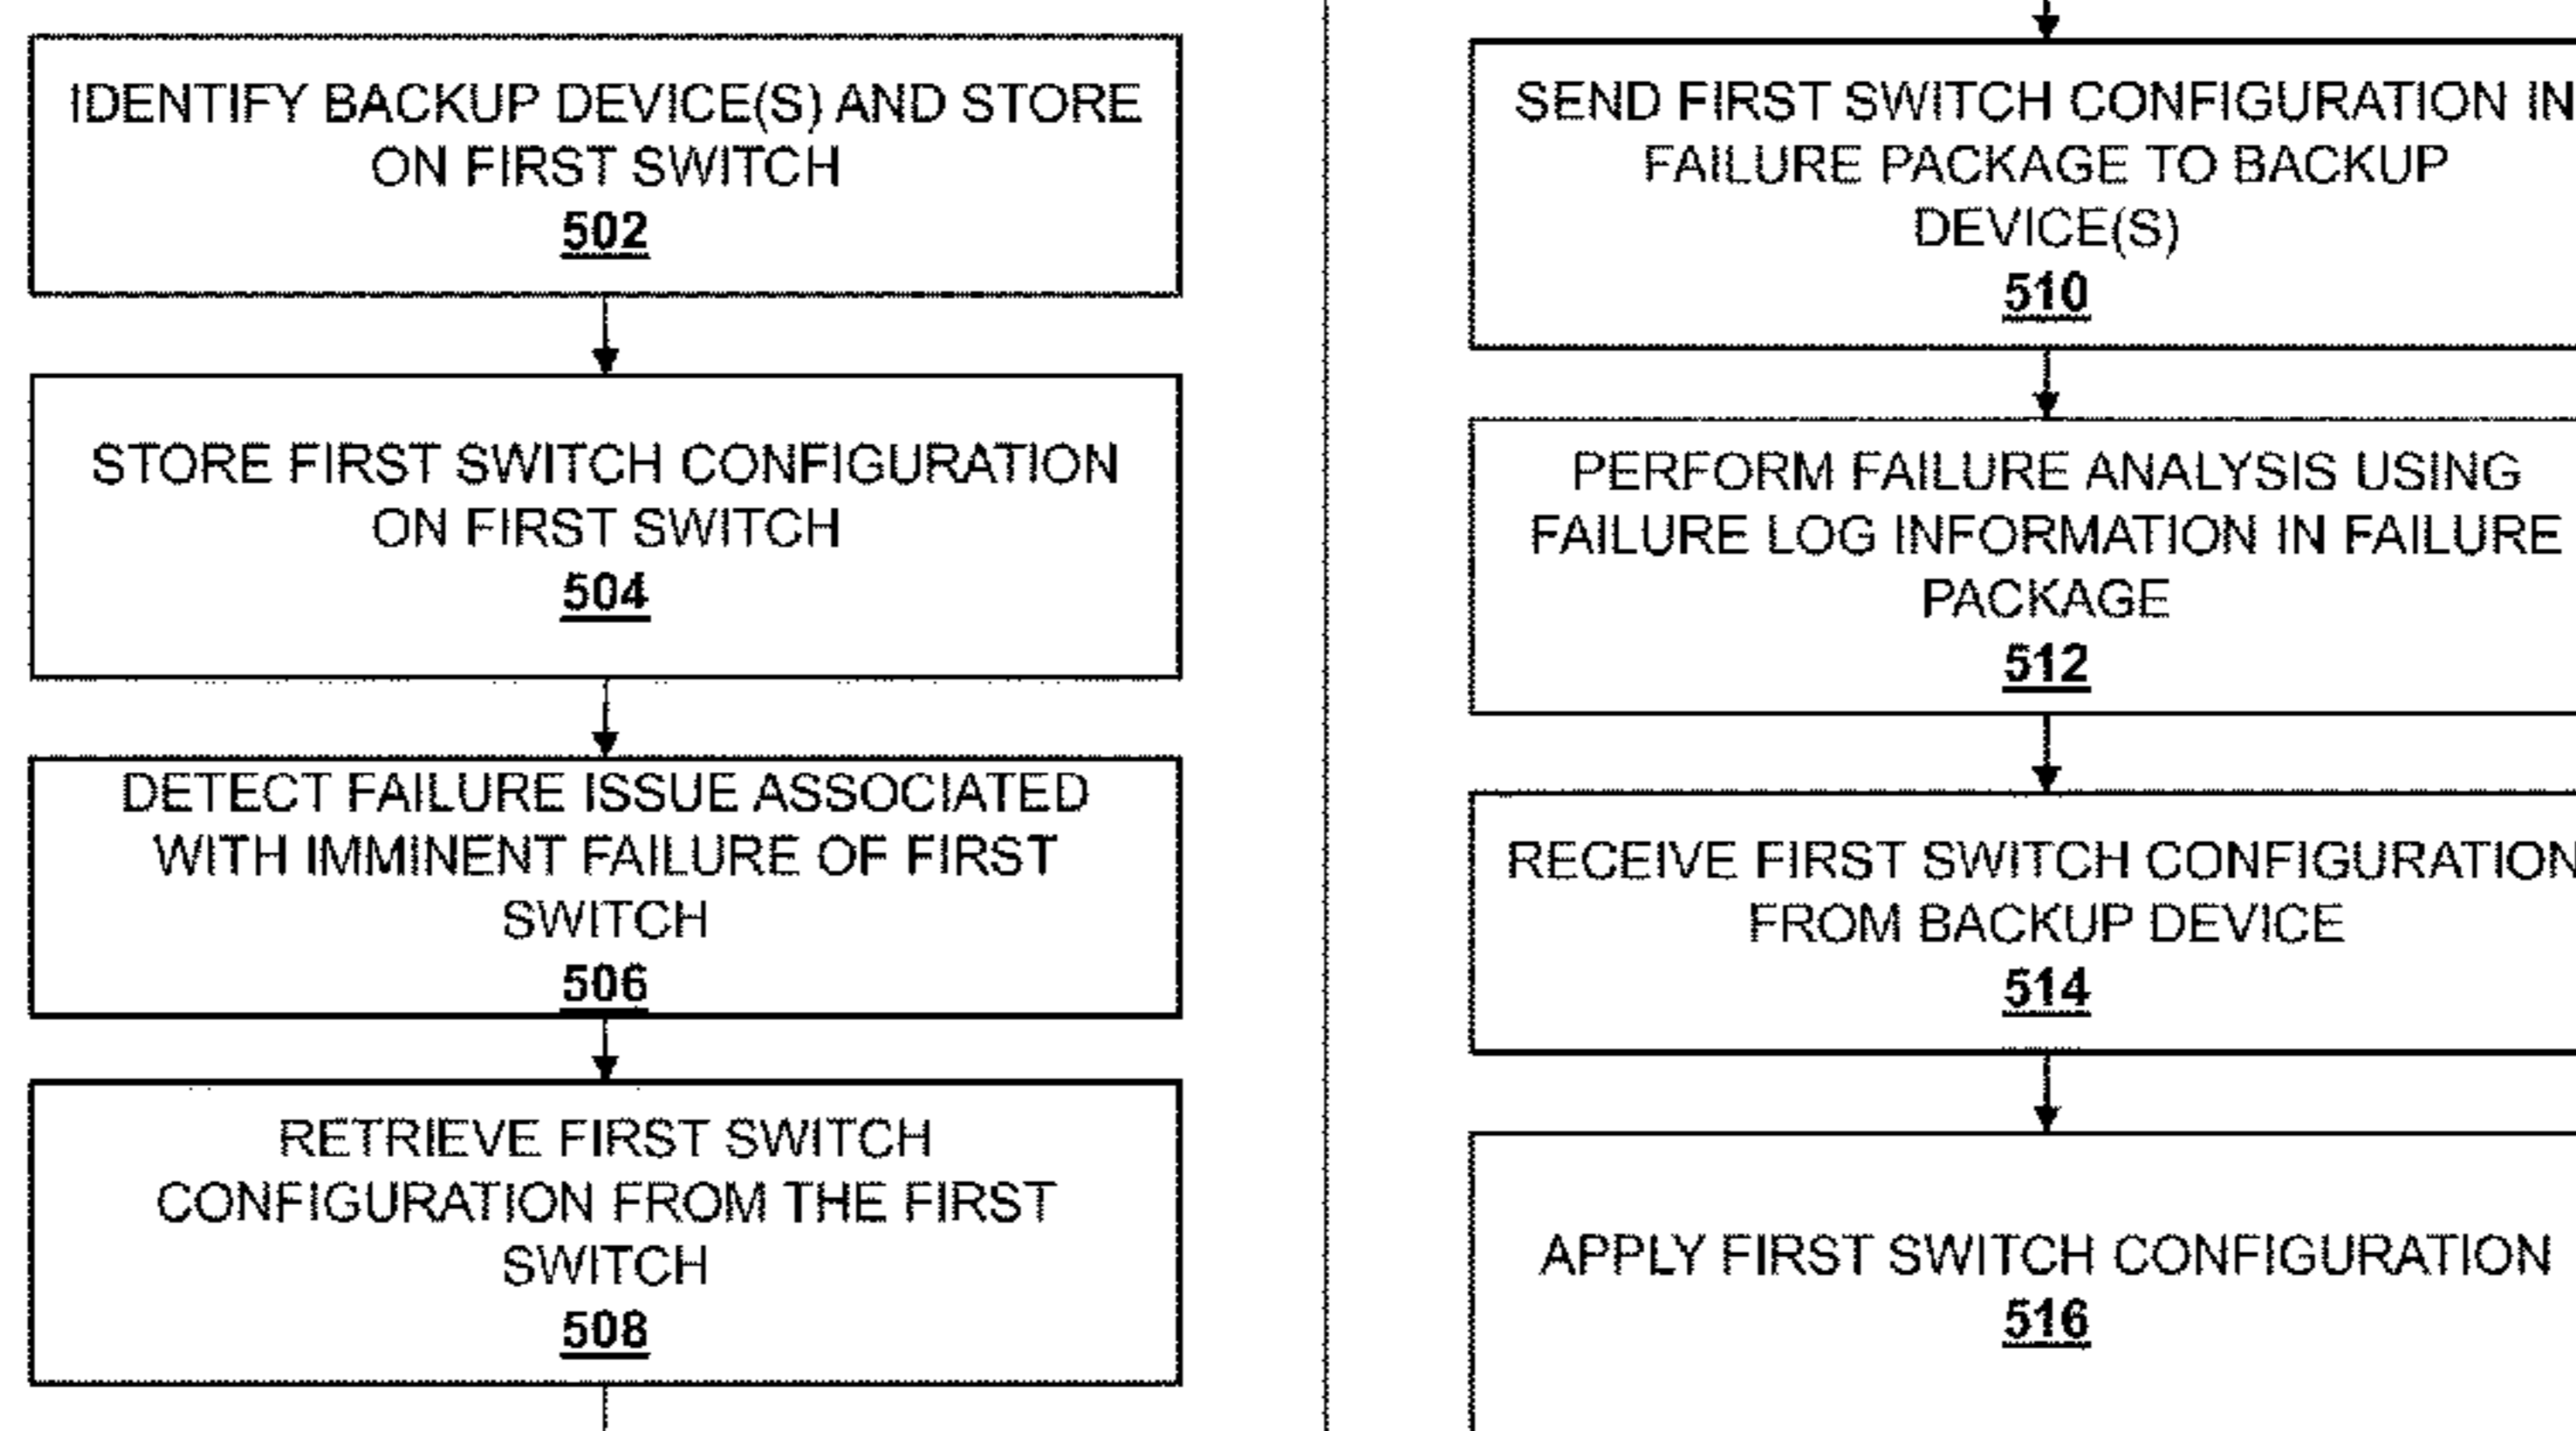 IDENTIFY BACKUP DEVICE(S) AND STORE
ON FIRST SWITCH
502
STORE FIRST SWITCH CONFIGURATION
ON FIRST SWITCH
504
DETECT FAILURE ISSUE ASSOCIATED
WITH IMMINENT FAILURE OF FIRST
SWITCH
506
RETRIEVE FIRST SWITCH
CONFIGURATION FROM THE FIRST
SWITCH
508
SEND FIRST SWITCH CONFIGURATION IN
FAILURE PACKAGE TO BACKUP
DEVICE(S)
510
PERFORM FAILURE ANALYSIS USING
FAILURE LOG INFORMATION IN FAILURE
PACKAGE
512
RECEIVE FIRST SWITCH CONFIGURATION
FROM BACKUP DEVICE
514
APPLY FIRST SWITCH CONFIGURATION
516